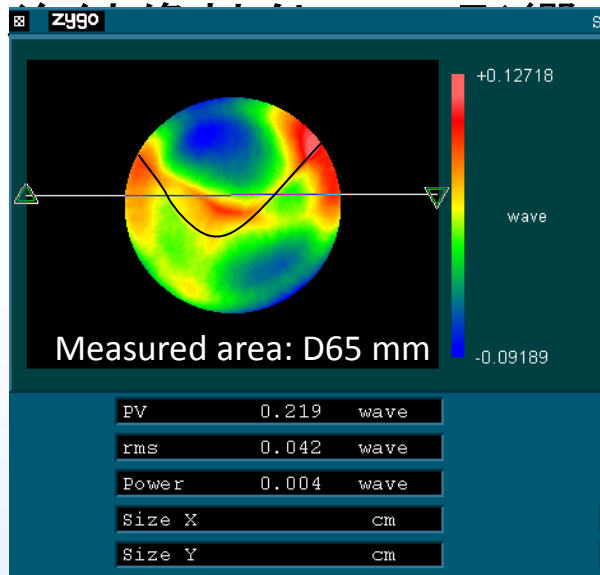 zygo
S
+0.12718
wave
-0.09189
Measured area: D65 mm
PV 0.219 wave
rms 0.042 wave
Power 0.004 wave
Size X cm
Size Y cm